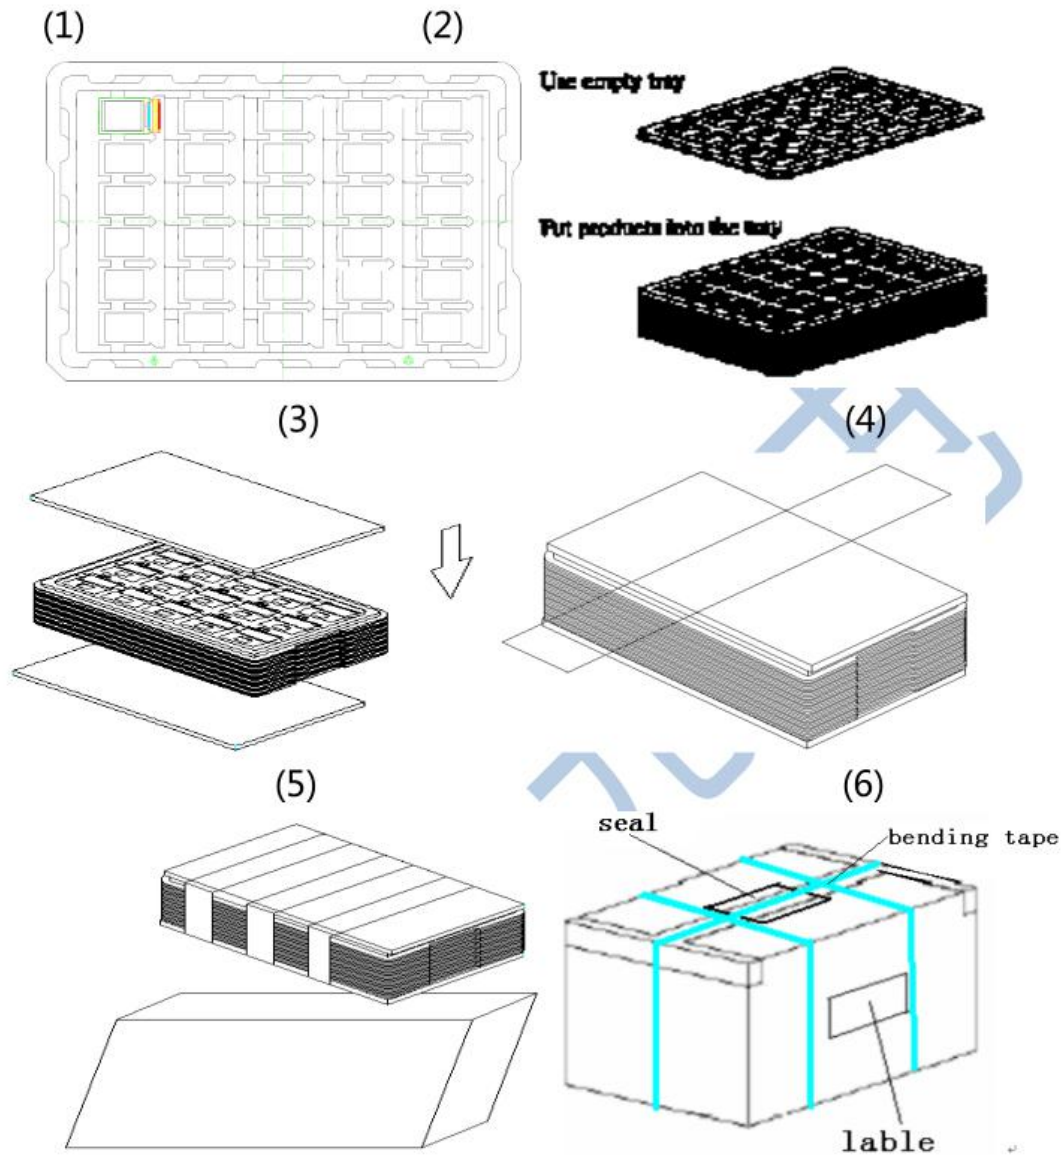 (1)
(2)
Use empty tray
Put products into the tray
(3)
(4)
(5)
(6)
seal
bending tape
lable